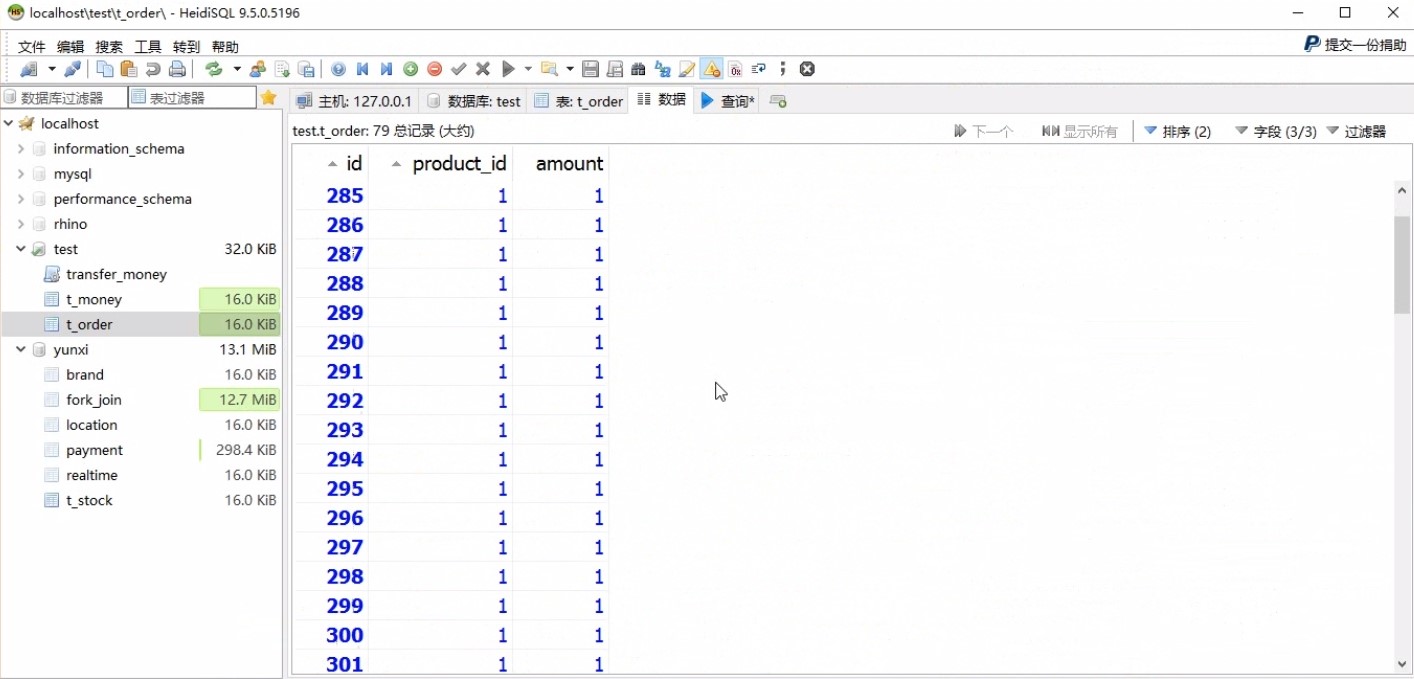 localhost\test\t_order\ - HeidiSQL 9.5.0.5196
文件 编辑 搜索 工具 转到 帮助
提交一份捐助
数据库过滤器 表过滤器
主机: 127.0.0.1 数据库: test 表: t_order 数据 查询*
test.t_order: 79 总记录 (大约) 下一个 显示所有 排序 (2) 字段 (3/3) 过滤器
localhost
information_schema
mysql
performance_schema
rhino
test 32.0 KiB
transfer_money
t_money 16.0 KiB
t_order 16.0 KiB
yunxi 13.1 MiB
brand 16.0 KiB
fork_join 12.7 MiB
location 16.0 KiB
payment 298.4 KiB
realtime 16.0 KiB
t_stock 16.0 KiB
id product_id amount
285 1 1
286 1 1
287 1 1
288 1 1
289 1 1
290 1 1
291 1 1
292 1 1
293 1 1
294 1 1
295 1 1
296 1 1
297 1 1
298 1 1
299 1 1
300 1 1
301 1 1